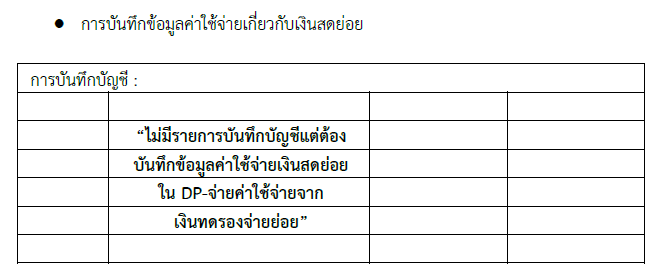 ● การบันทึกข้อมูลค่าใช้จ่ายเกี่ยวกับเงินสดย่อย
การบันทึกบัญชี :
“ไม่มีรายการบันทึกบัญชีแต่ต้อง
บันทึกข้อมูลค่าใช้จ่ายเงินสดย่อย
ใน DP-จ่ายค่าใช้จ่ายจาก
เงินทดรองจ่ายย่อย”